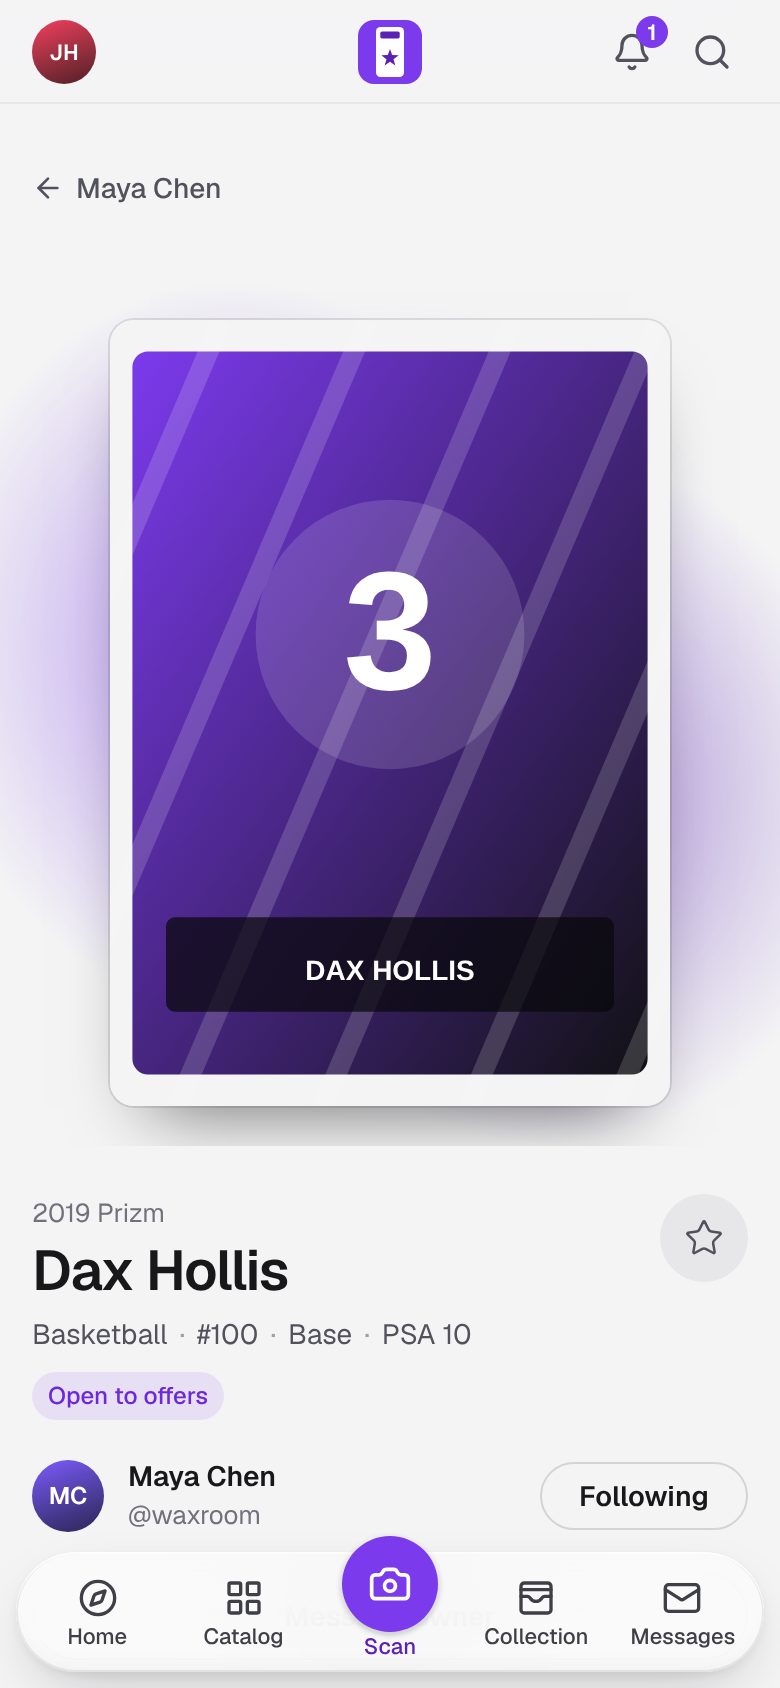 JH
1
Maya Chen
3
DAX HOLLIS
2019 Prizm
Dax Hollis
Basketball · #100 · Base · PSA 10
Open to offers
MC
Maya Chen
@waxroom
Following
Home
Catalog
Scan
Collection
Messages